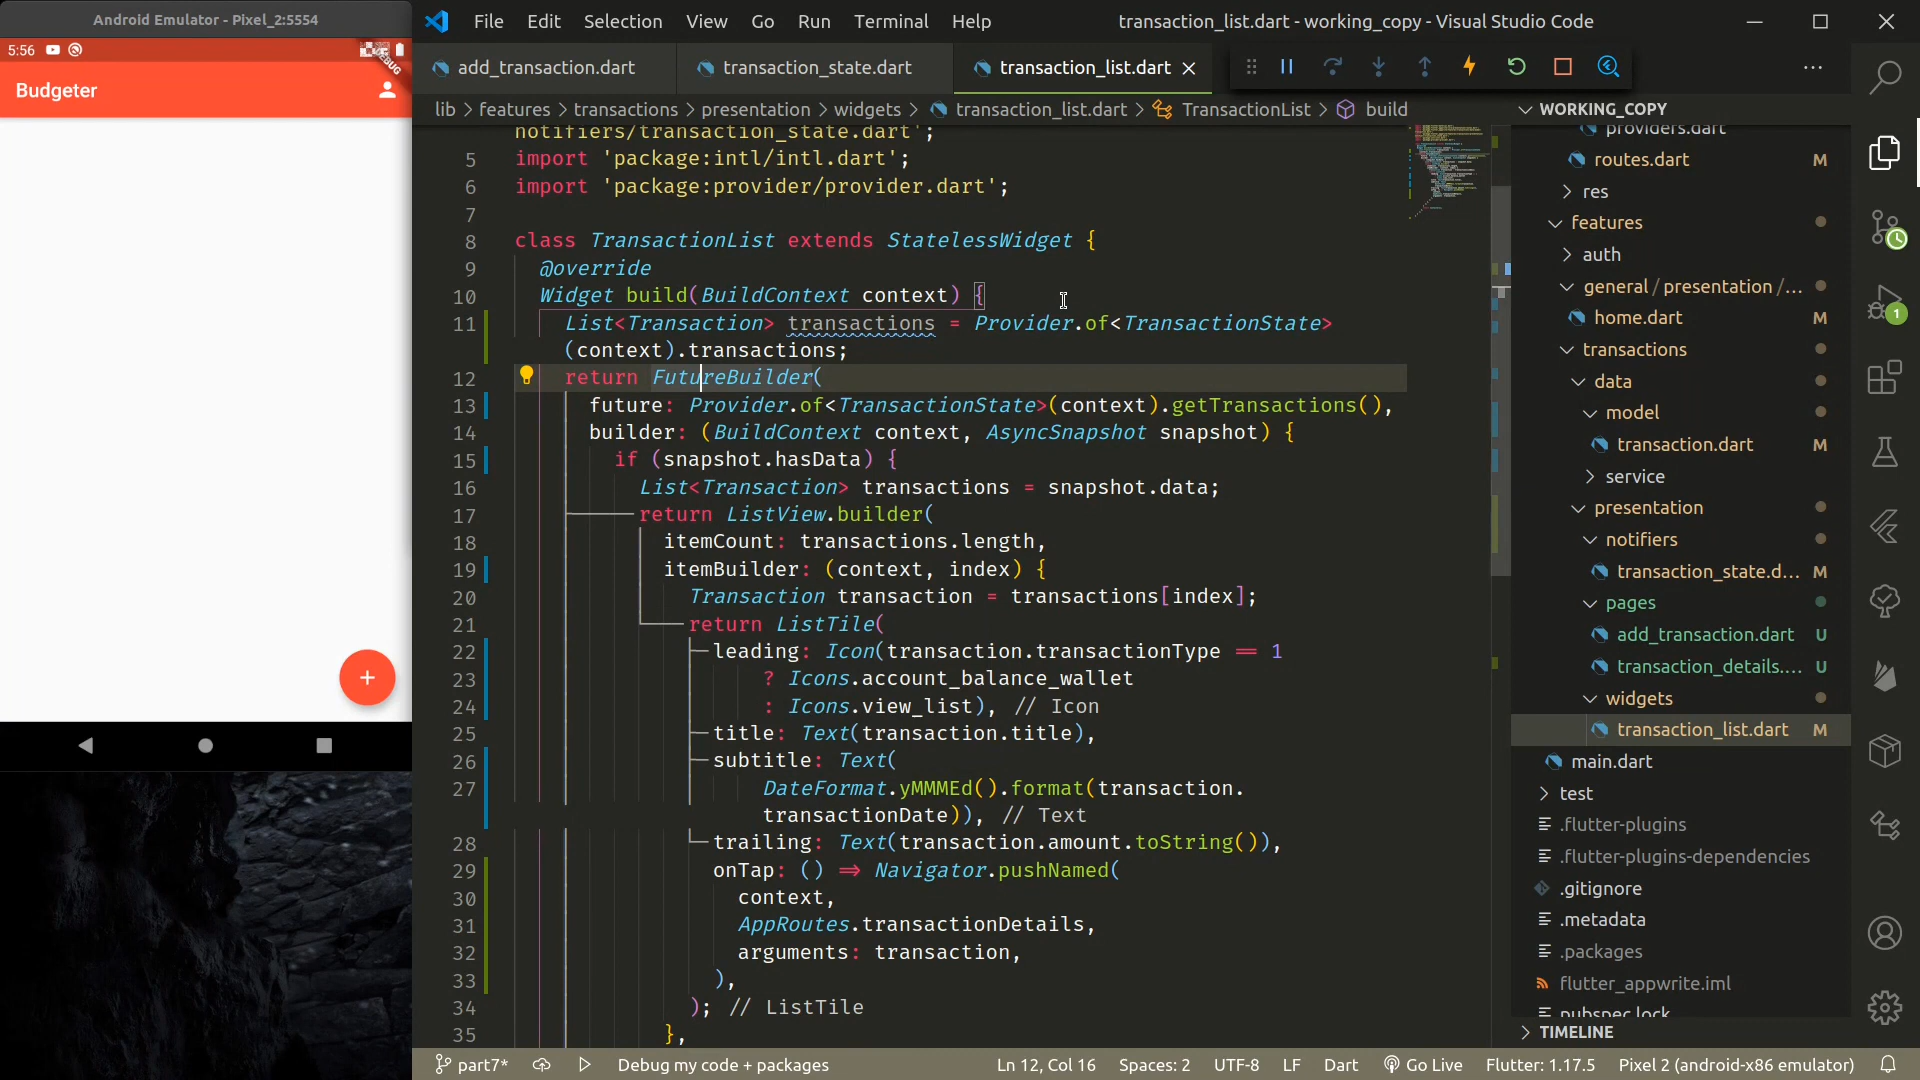 Android Emulator - Pixel_2:5554
5:56
DEBUG
Budgeter
+
File Edit Selection View Go Run Terminal Help
transaction_list.dart - working_copy - Visual Studio Code
add_transaction.dart
transaction_state.dart
transaction_list.dart
lib > features > transactions > presentation > widgets > transaction_list.dart > TransactionList > build
notifiers/transaction_state.dart';
5 import 'package:intl/intl.dart';
6 import 'package:provider/provider.dart';
7
8 class TransactionList extends StatelessWidget {
9 @override
10 Widget build(BuildContext context) {
11 List<Transaction> transactions = Provider.of<TransactionState>
(context).transactions;
12 return FutureBuilder(
13 future: Provider.of<TransactionState>(context).getTransactions(),
14 builder: (BuildContext context, AsyncSnapshot snapshot) {
15 if (snapshot.hasData) {
16 List<Transaction> transactions = snapshot.data;
17 return ListView.builder(
18 itemCount: transactions.length,
19 itemBuilder: (context, index) {
20 Transaction transaction = transactions[index];
21 return ListTile(
22 leading: Icon(transaction.transactionType == 1
23 ? Icons.account_balance_wallet
24 : Icons.view_list), // Icon
25 title: Text(transaction.title),
26 subtitle: Text(
27 DateFormat.yMMMEd().format(transaction.
transactionDate)), // Text
28 trailing: Text(transaction.amount.toString()),
29 onTap: () => Navigator.pushNamed(
30 context,
31 AppRoutes.transactionDetails,
32 arguments: transaction,
33 ),
34 ); // ListTile
35 },
WORKING_COPY
providers.dart
routes.dart M
res
features
auth
general / presentation / ...
home.dart M
transactions
data
model
transaction.dart M
service
presentation
notifiers
transaction_state.d... M
pages
add_transaction.dart U
transaction_details.... U
widgets
transaction_list.dart M
main.dart
test
.flutter-plugins
.flutter-plugins-dependencies
.gitignore
.metadata
.packages
flutter_appwrite.iml
pubspec.lock
TIMELINE
1
part7* Debug my code + packages Ln 12, Col 16 Spaces: 2 UTF-8 LF Dart Go Live Flutter: 1.17.5 Pixel 2 (android-x86 emulator)